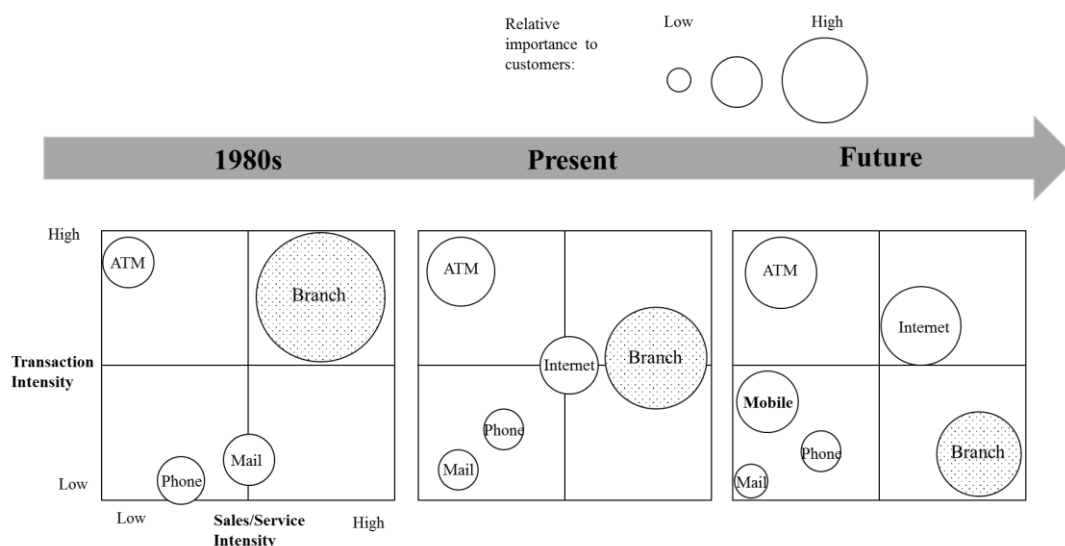 Relative
importance to
customers:
Low
High
1980s
Present
Future
High
ATM
Branch
Transaction
Intensity
Mail
Phone
Low
Low
Sales/Service
Intensity
High
ATM
Internet
Branch
Phone
Mail
ATM
Internet
Mobile
Phone
Branch
Mail